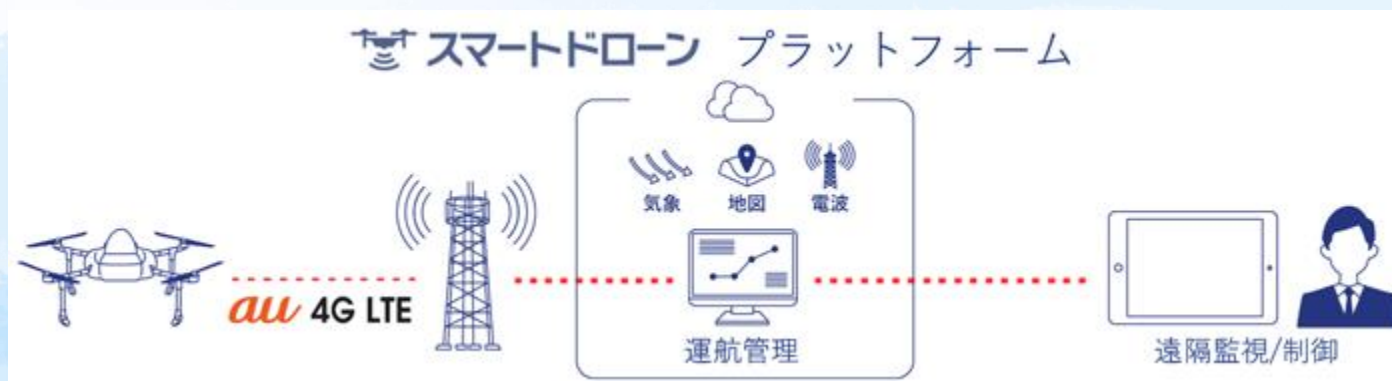 スマートドローン プラットフォーム
気象 地図 電波
au 4G LTE
運航管理
遠隔監視/制御